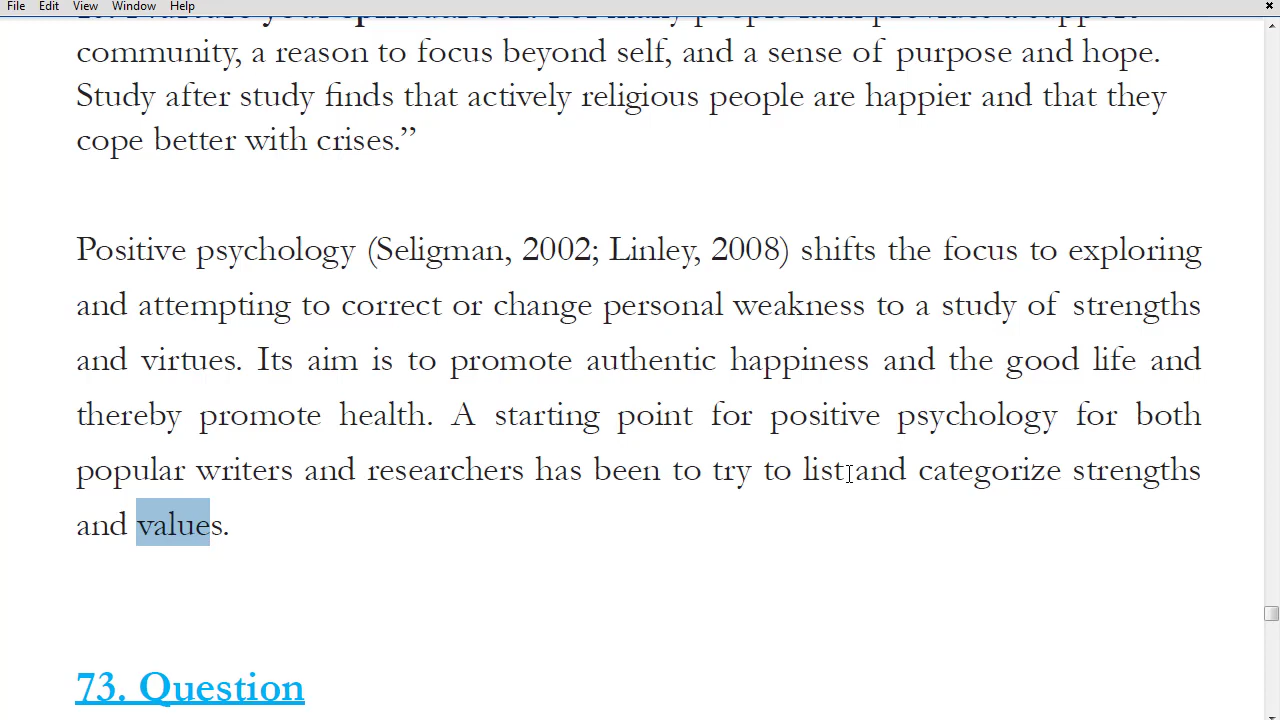 File Edit View Window Help
community, a reason to focus beyond self, and a sense of purpose and hope.
Study after study finds that actively religious people are happier and that they
cope better with crises.”
Positive psychology (Seligman, 2002; Linley, 2008) shifts the focus to exploring
and attempting to correct or change personal weakness to a study of strengths
and virtues. Its aim is to promote authentic happiness and the good life and
thereby promote health. A starting point for positive psychology for both
popular writers and researchers has been to try to list and categorize strengths
and values.
73. Question